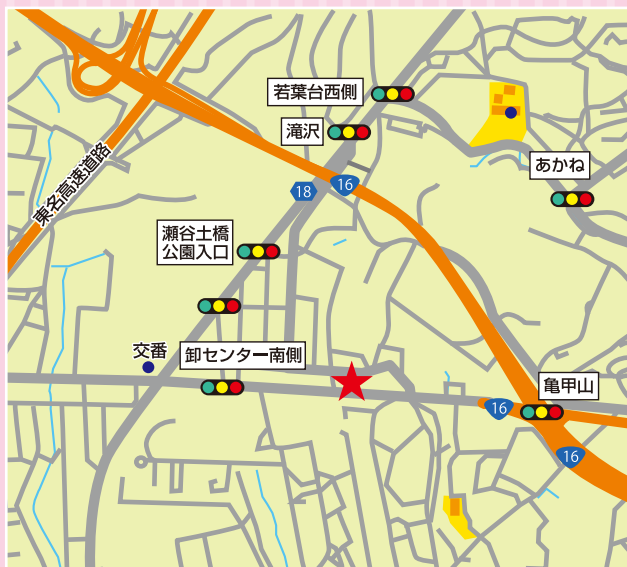 若葉台西側
滝沢
あかね
東名高速道路
18
16
瀬谷土橋
公園入口
交番
卸センター南側
亀甲山
16
16